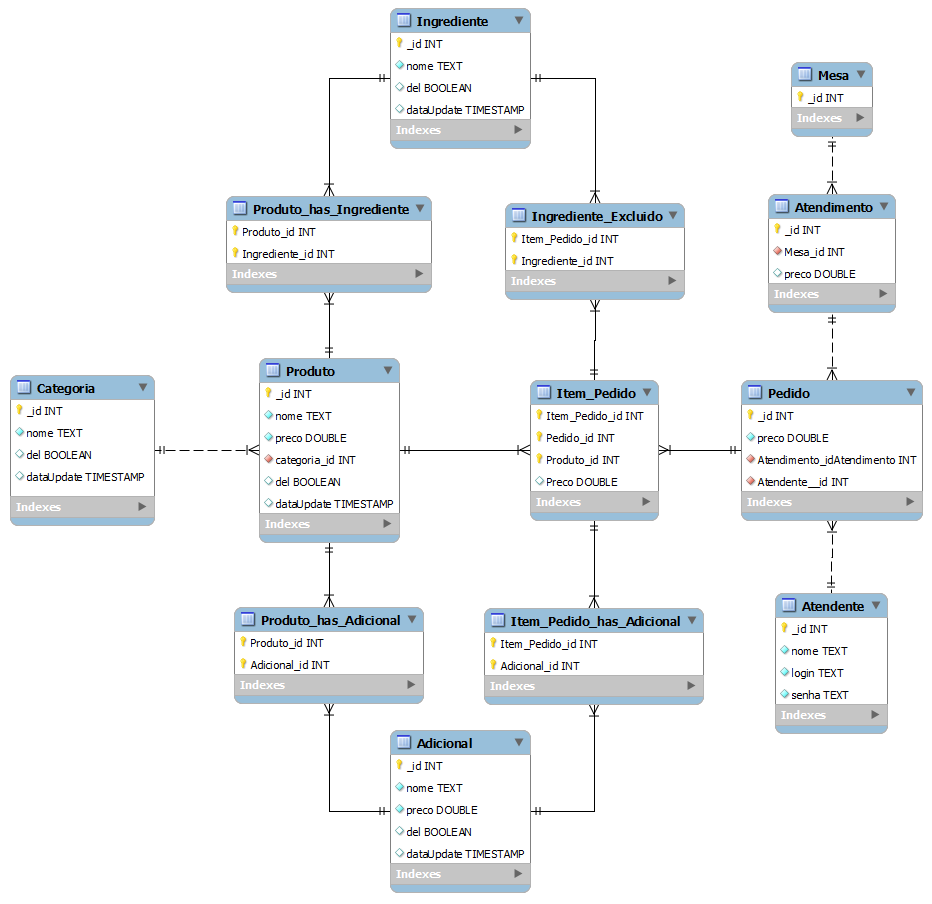 Ingrediente
_id INT
nome TEXT
del BOOLEAN
dataUpdate TIMESTAMP
Indexes
Mesa
_id INT
Indexes
Produto_has_Ingrediente
Produto_id INT
Ingrediente_id INT
Indexes
Ingrediente_Excluido
Item_Pedido_id INT
Ingrediente_id INT
Indexes
Atendimento
_id INT
Mesa_id INT
preco DOUBLE
Indexes
Categoria
_id INT
nome TEXT
del BOOLEAN
dataUpdate TIMESTAMP
Indexes
Produto
_id INT
nome TEXT
preco DOUBLE
categoria_id INT
del BOOLEAN
dataUpdate TIMESTAMP
Indexes
Item_Pedido
Item_Pedido_id INT
Pedido_id INT
Produto_id INT
Preco DOUBLE
Indexes
Pedido
_id INT
preco DOUBLE
Atendimento_idAtendimento INT
Atendente__id INT
Indexes
Produto_has_Adicional
Produto_id INT
Adicional_id INT
Indexes
Item_Pedido_has_Adicional
Item_Pedido_id INT
Adicional_id INT
Indexes
Atendente
_id INT
nome TEXT
login TEXT
senha TEXT
Indexes
Adicional
_id INT
nome TEXT
preco DOUBLE
del BOOLEAN
dataUpdate TIMESTAMP
Indexes